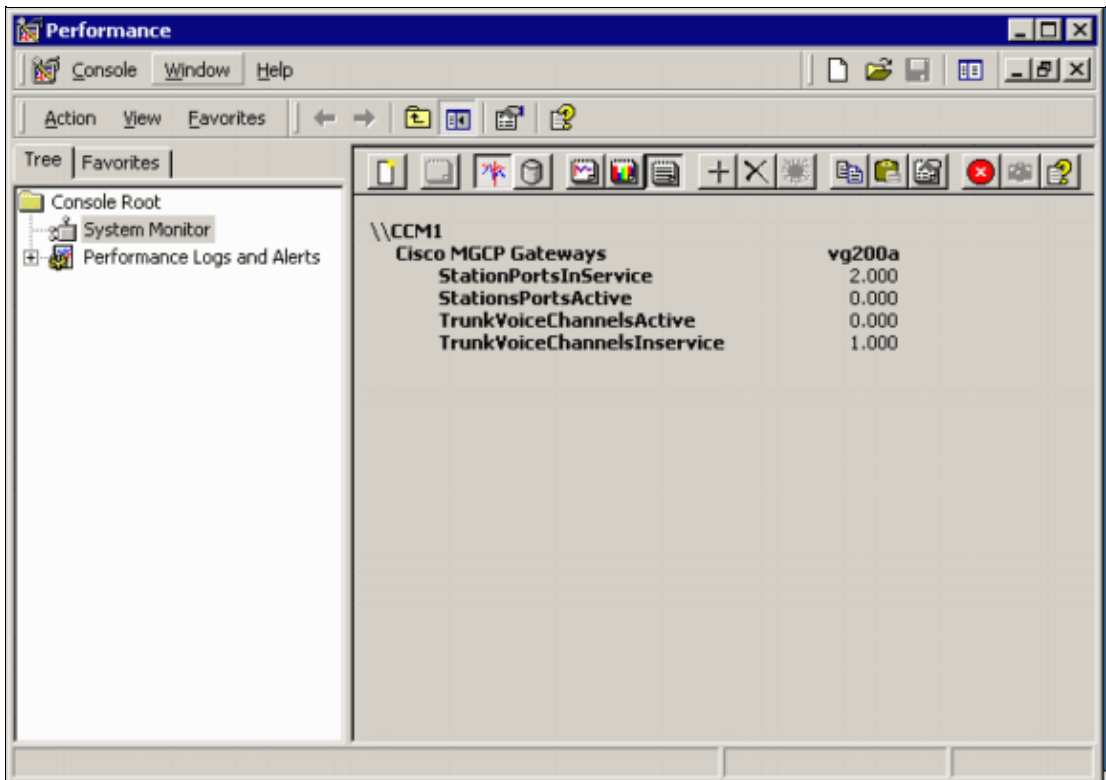 Performance
Console Window Help
Action View Favorites
Tree Favorites
Console Root
System Monitor
Performance Logs and Alerts
\\CCM1
Cisco MGCP Gateways vg200a
StationPortsInService 2.000
StationsPortsActive 0.000
TrunkVoiceChannelsActive 0.000
TrunkVoiceChannelsInservice 1.000